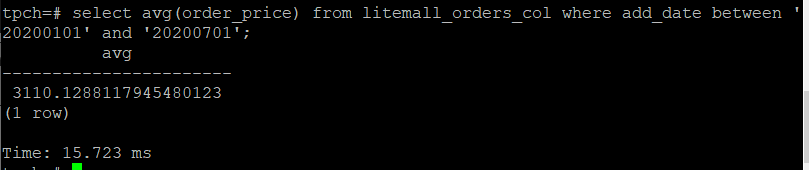 tpch=# select avg(order_price) from litemall_orders_col where add_date between '
20200101' and '20200701';
avg
-----------------------
3110.1288117945480123
(1 row)
Time: 15.723 ms